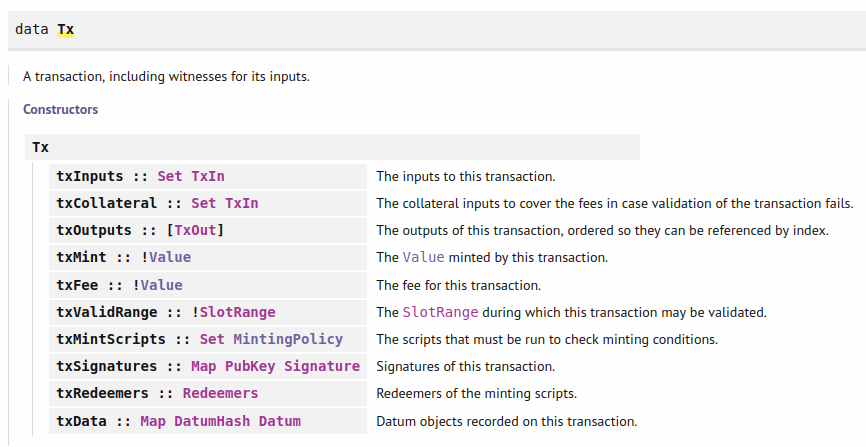 data Tx
A transaction, including witnesses for its inputs.
Constructors
Tx
txInputs :: Set TxIn The inputs to this transaction.
txCollateral :: Set TxIn The collateral inputs to cover the fees in case validation of the transaction fails.
txOutputs :: [TxOut] The outputs of this transaction, ordered so they can be referenced by index.
txMint :: !Value The Value minted by this transaction.
txFee :: !Value The fee for this transaction.
txValidRange :: !SlotRange The SlotRange during which this transaction may be validated.
txMintScripts :: Set MintingPolicy The scripts that must be run to check minting conditions.
txSignatures :: Map PubKey Signature Signatures of this transaction.
txRedeemers :: Redeemers Redeemers of the minting scripts.
txData :: Map DatumHash Datum Datum objects recorded on this transaction.